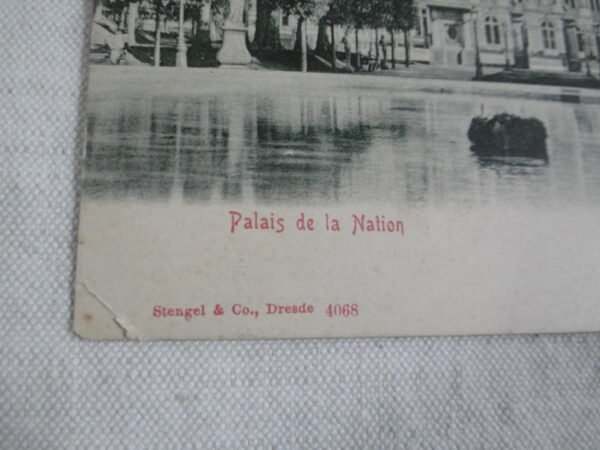 Palais de la Nation
Stengel & Co., Dresde 4068